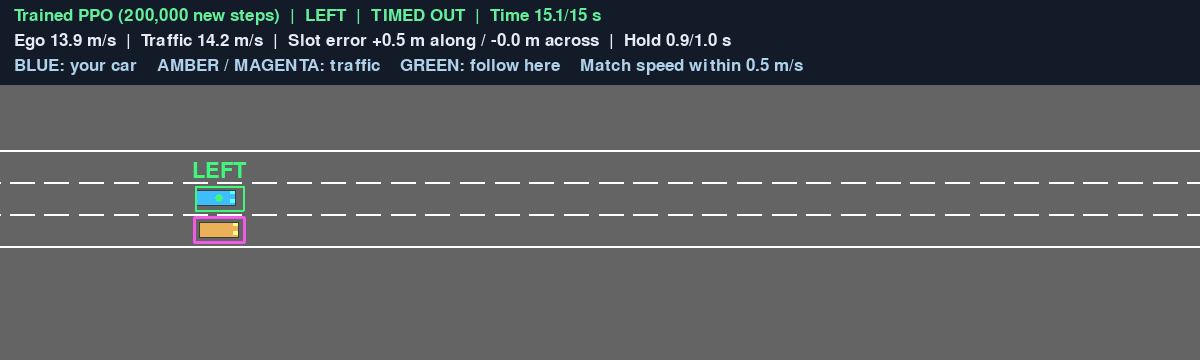 Trained PPO (200,000 new steps) | LEFT | TIMED OUT | Time 15.1/15 s
Ego 13.9 m/s | Traffic 14.2 m/s | Slot error +0.5 m along / -0.0 m across | Hold 0.9/1.0 s
BLUE: your car AMBER / MAGENTA: traffic GREEN: follow here Match speed within 0.5 m/s
LEFT